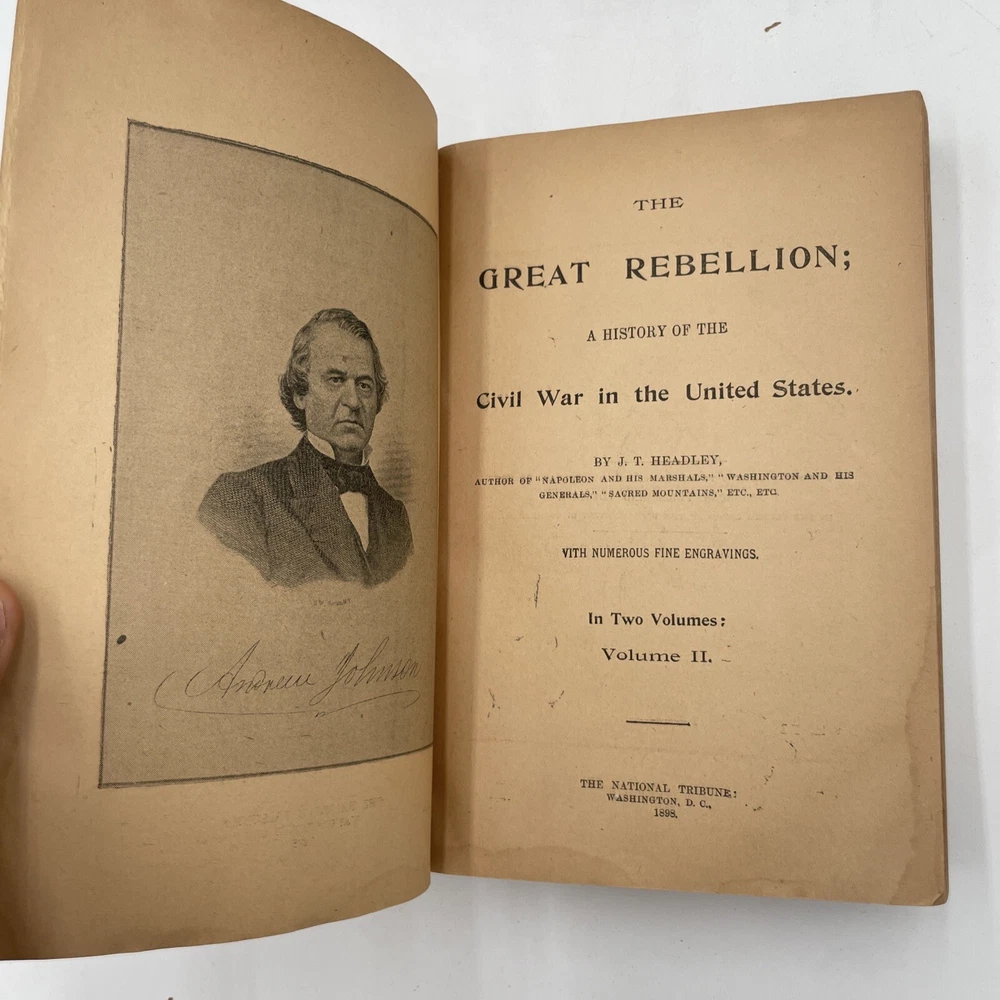 Andrew Johnson
THE
GREAT REBELLION;
A HISTORY OF THE
Civil War in the United States.
BY J. T. HEADLEY,
AUTHOR OF "NAPOLEON AND HIS MARSHALS," "WASHINGTON AND HIS
GENERALS," "SACRED MOUNTAINS," ETC., ETC.
WITH NUMEROUS FINE ENGRAVINGS.
In Two Volumes:
Volume II.
THE NATIONAL TRIBUNE:
WASHINGTON, D. C.,
1898.